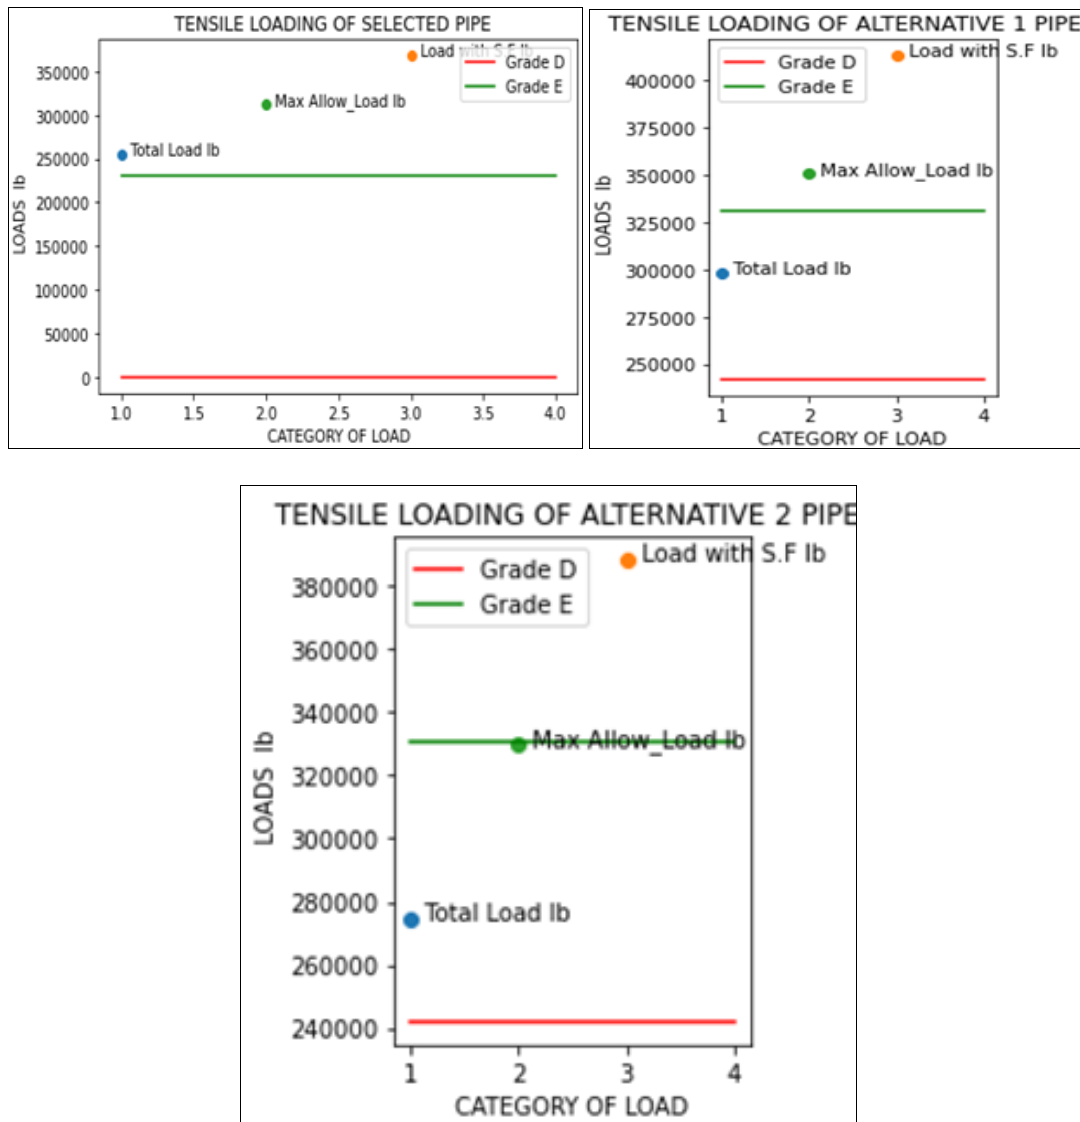 TENSILE LOADING OF SELECTED PIPE
Load with S.F lb
Grade D
Grade E
350000
300000
250000
200000
150000
100000
50000
0
Max Allow_Load lb
Total Load lb
LOADS lb
1.0 1.5 2.0 2.5 3.0 3.5 4.0
CATEGORY OF LOAD
TENSILE LOADING OF ALTERNATIVE 1 PIPE
Load with S.F lb
Grade D
Grade E
400000
375000
350000
325000
300000
275000
250000
Max Allow_Load lb
Total Load lb
LOADS lb
1 2 3 4
CATEGORY OF LOAD
TENSILE LOADING OF ALTERNATIVE 2 PIPE
Load with S.F lb
Grade D
Grade E
380000
360000
340000
320000
300000
280000
260000
240000
Max Allow_Load lb
Total Load lb
LOADS lb
1 2 3 4
CATEGORY OF LOAD